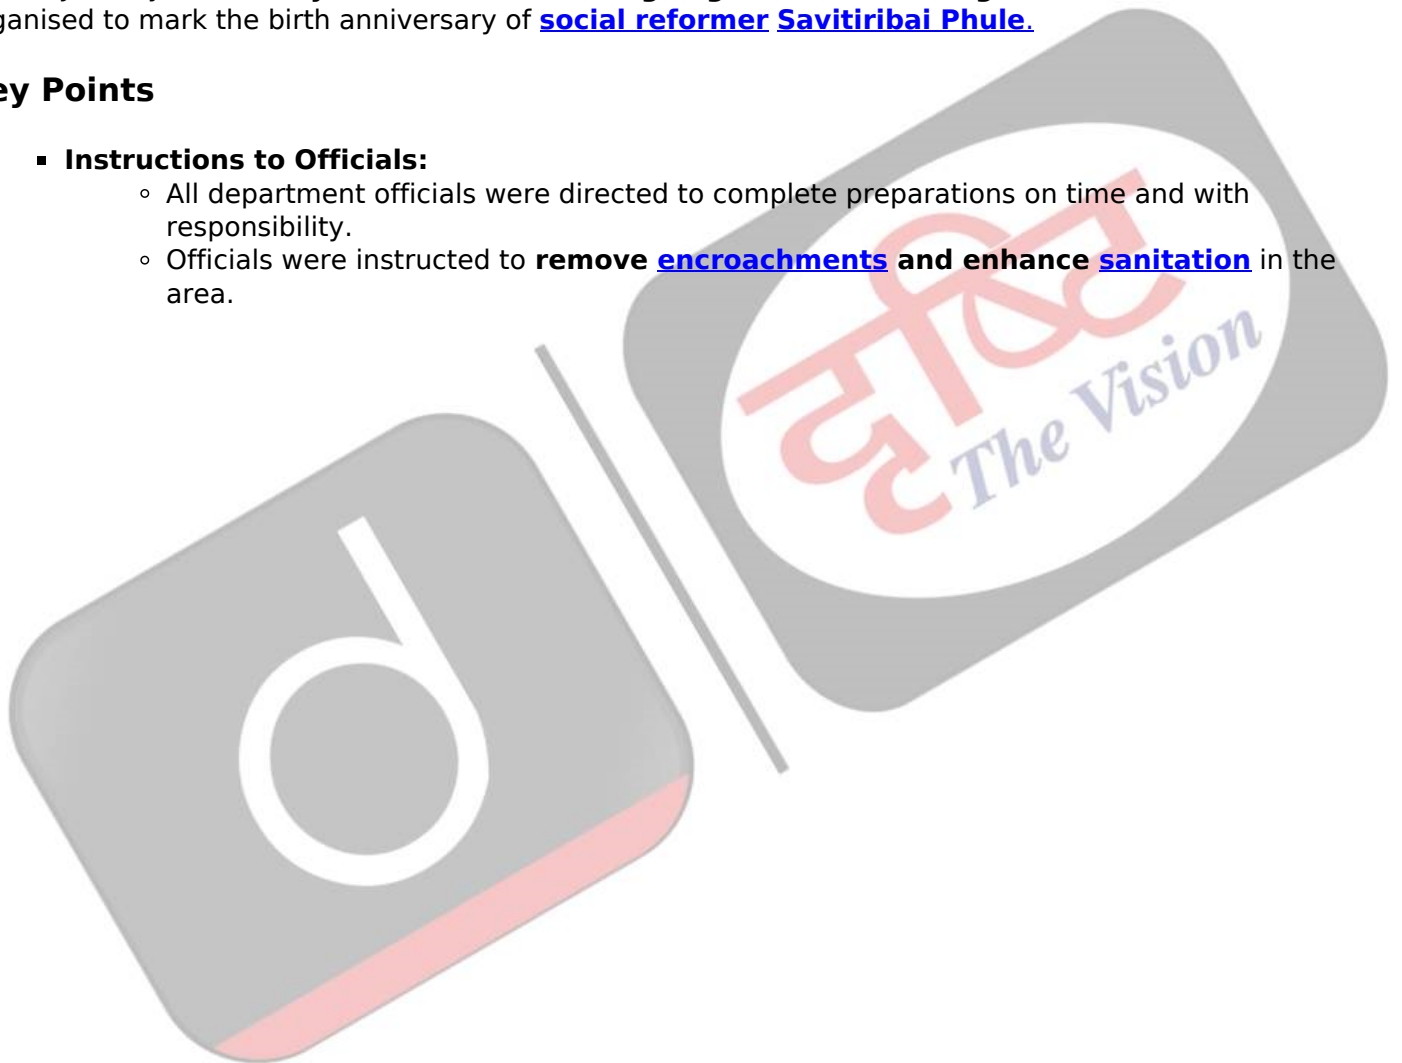 ganised to mark the birth anniversary of social reformer Savitiribai Phule.
ey Points
▪ Instructions to Officials:
◦ All department officials were directed to complete preparations on time and with
responsibility.
◦ Officials were instructed to remove encroachments and enhance sanitation in the
area.
दृष्टि
The Vision
d